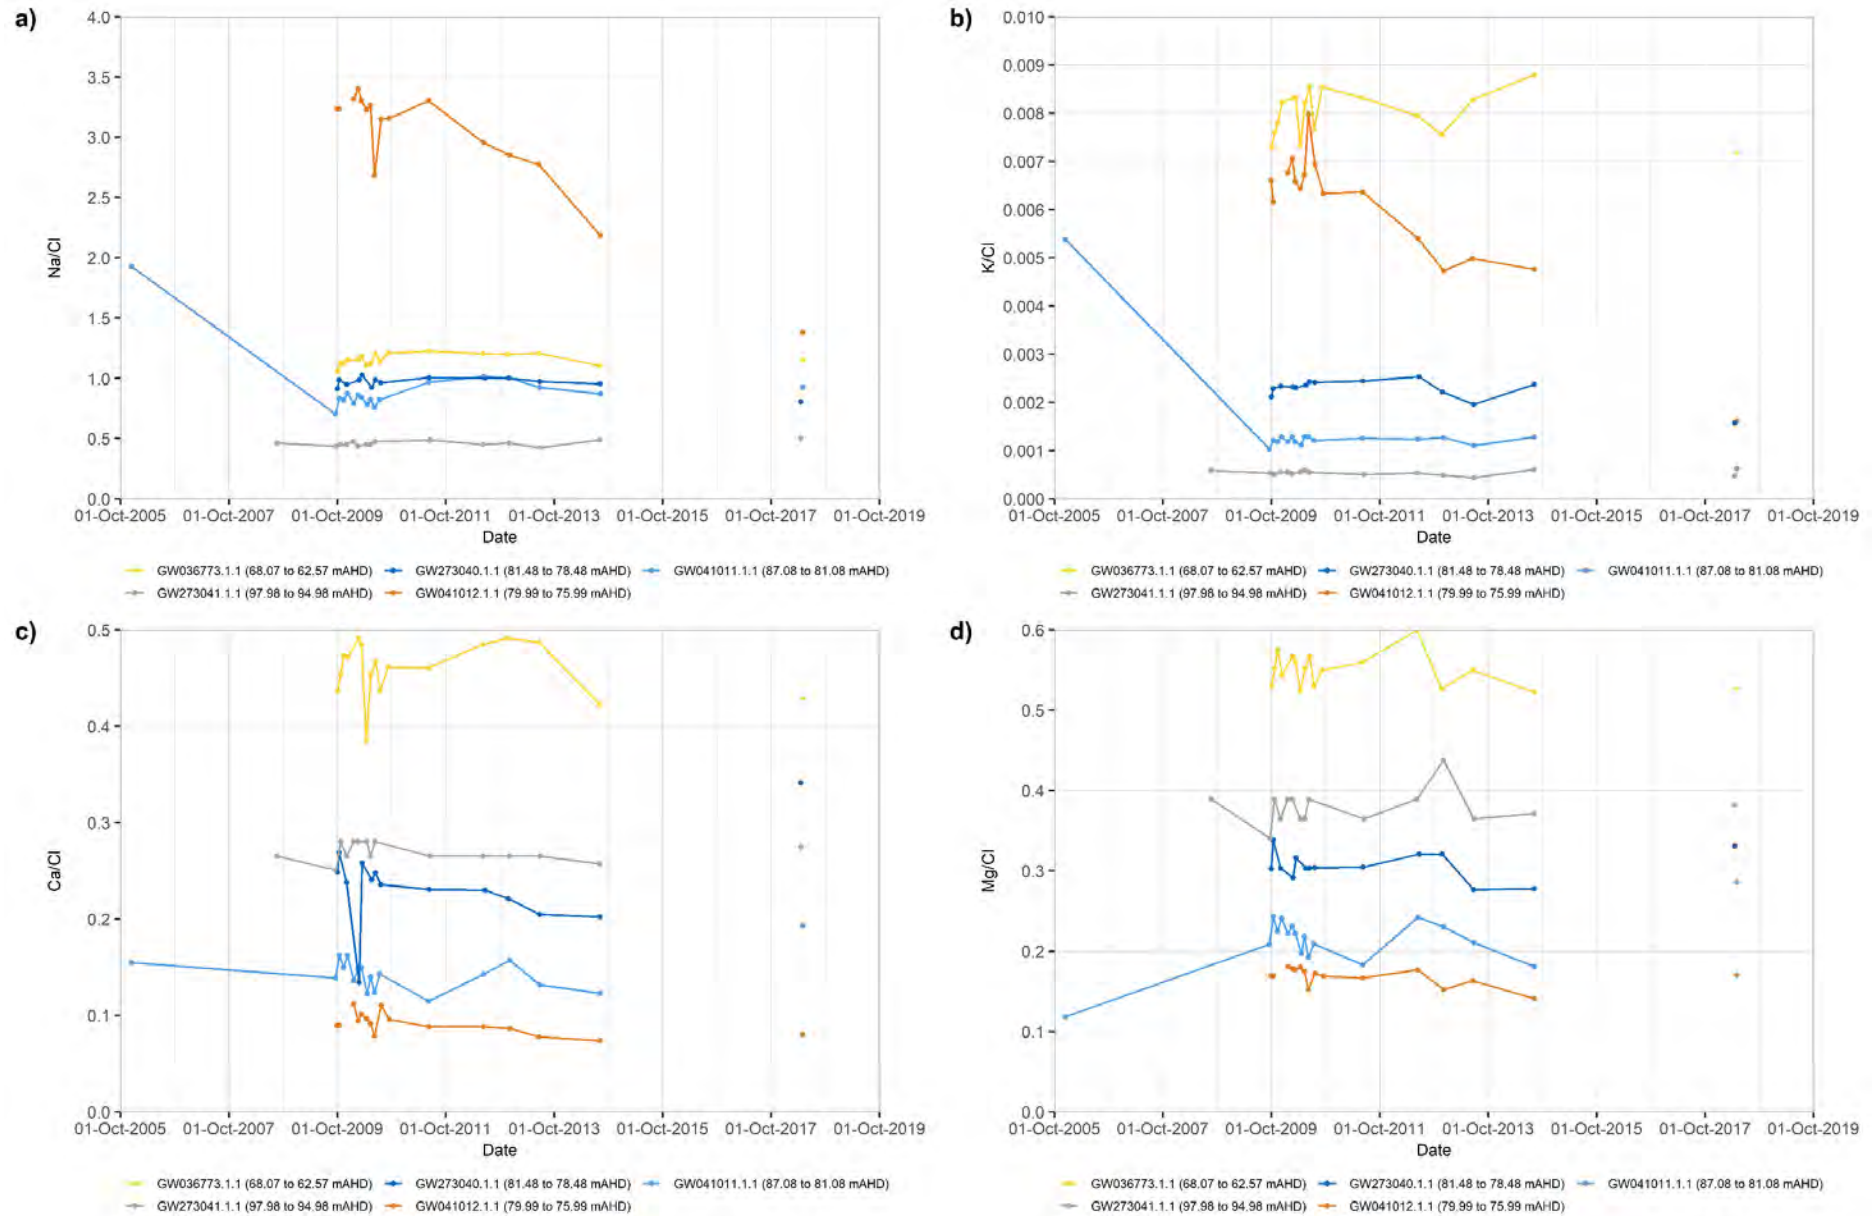 a)
4.0
3.5
3.0
2.5
2.0
1.5
1.0
0.5
0.0
Na/Cl
01-Oct-2005 01-Oct-2007 01-Oct-2009 01-Oct-2011 01-Oct-2013 01-Oct-2015 01-Oct-2017 01-Oct-2019
Date
GW036773.1.1 (68.07 to 62.57 mAHD) GW273040.1.1 (81.48 to 78.48 mAHD) GW041011.1.1 (87.08 to 81.08 mAHD)
GW273041.1.1 (97.98 to 94.98 mAHD) GW041012.1.1 (79.99 to 75.99 mAHD)
b)
0.010
0.009
0.008
0.007
0.006
0.005
0.004
0.003
0.002
0.001
0.000
K/Cl
01-Oct-2005 01-Oct-2007 01-Oct-2009 01-Oct-2011 01-Oct-2013 01-Oct-2015 01-Oct-2017 01-Oct-2019
Date
GW036773.1.1 (68.07 to 62.57 mAHD) GW273040.1.1 (81.48 to 78.48 mAHD) GW041011.1.1 (87.08 to 81.08 mAHD)
GW273041.1.1 (97.98 to 94.98 mAHD) GW041012.1.1 (79.99 to 75.99 mAHD)
c)
0.5
0.4
0.3
0.2
0.1
0.0
Ca/Cl
01-Oct-2005 01-Oct-2007 01-Oct-2009 01-Oct-2011 01-Oct-2013 01-Oct-2015 01-Oct-2017 01-Oct-2019
Date
GW036773.1.1 (68.07 to 62.57 mAHD) GW273040.1.1 (81.48 to 78.48 mAHD) GW041011.1.1 (87.08 to 81.08 mAHD)
GW273041.1.1 (97.98 to 94.98 mAHD) GW041012.1.1 (79.99 to 75.99 mAHD)
d)
0.6
0.5
0.4
0.3
0.2
0.1
0.0
Mg/Cl
01-Oct-2005 01-Oct-2007 01-Oct-2009 01-Oct-2011 01-Oct-2013 01-Oct-2015 01-Oct-2017 01-Oct-2019
Date
GW036773.1.1 (68.07 to 62.57 mAHD) GW273040.1.1 (81.48 to 78.48 mAHD) GW041011.1.1 (87.08 to 81.08 mAHD)
GW273041.1.1 (97.98 to 94.98 mAHD) GW041012.1.1 (79.99 to 75.99 mAHD)